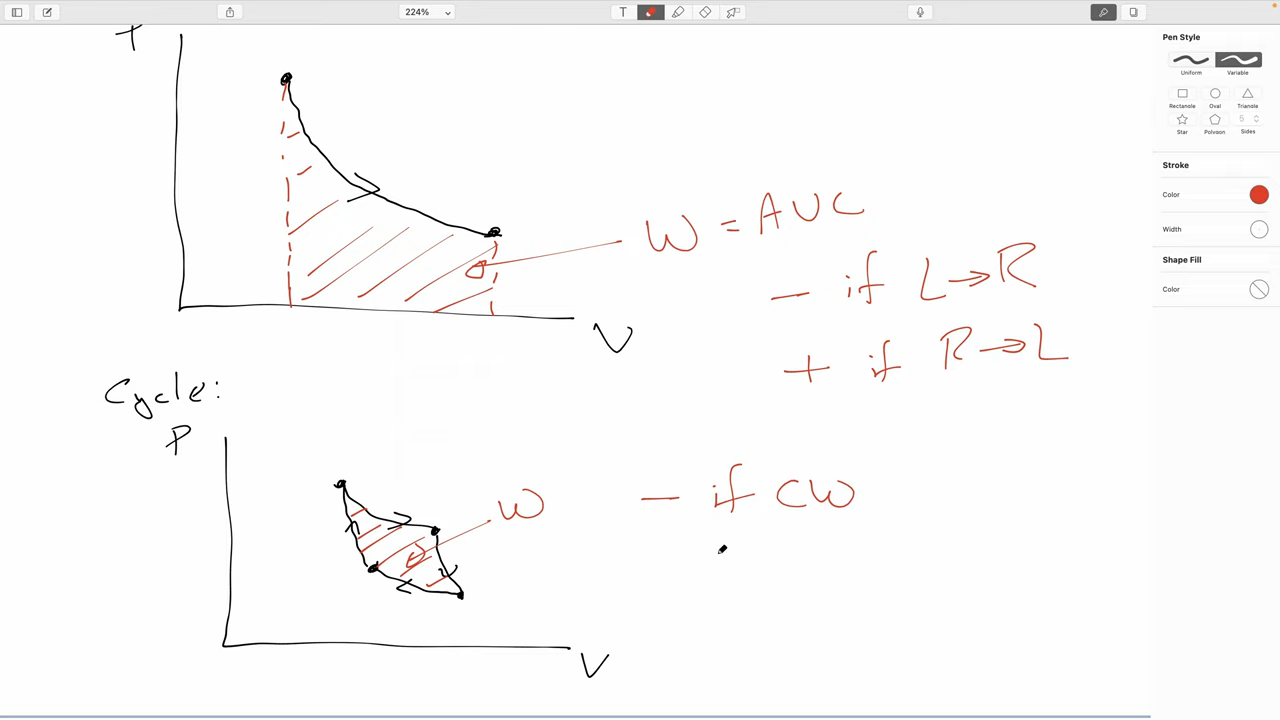 224%
T
Pen Style
Uniform
Variable
Rectangle
Oval
Triangle
Star
Polygon
5
Sides
Stroke
Color
Width
Shape Fill
Color
W = AUC
- if L → R
+ if R → L
V
Cycle:
P
W
- if CW
V